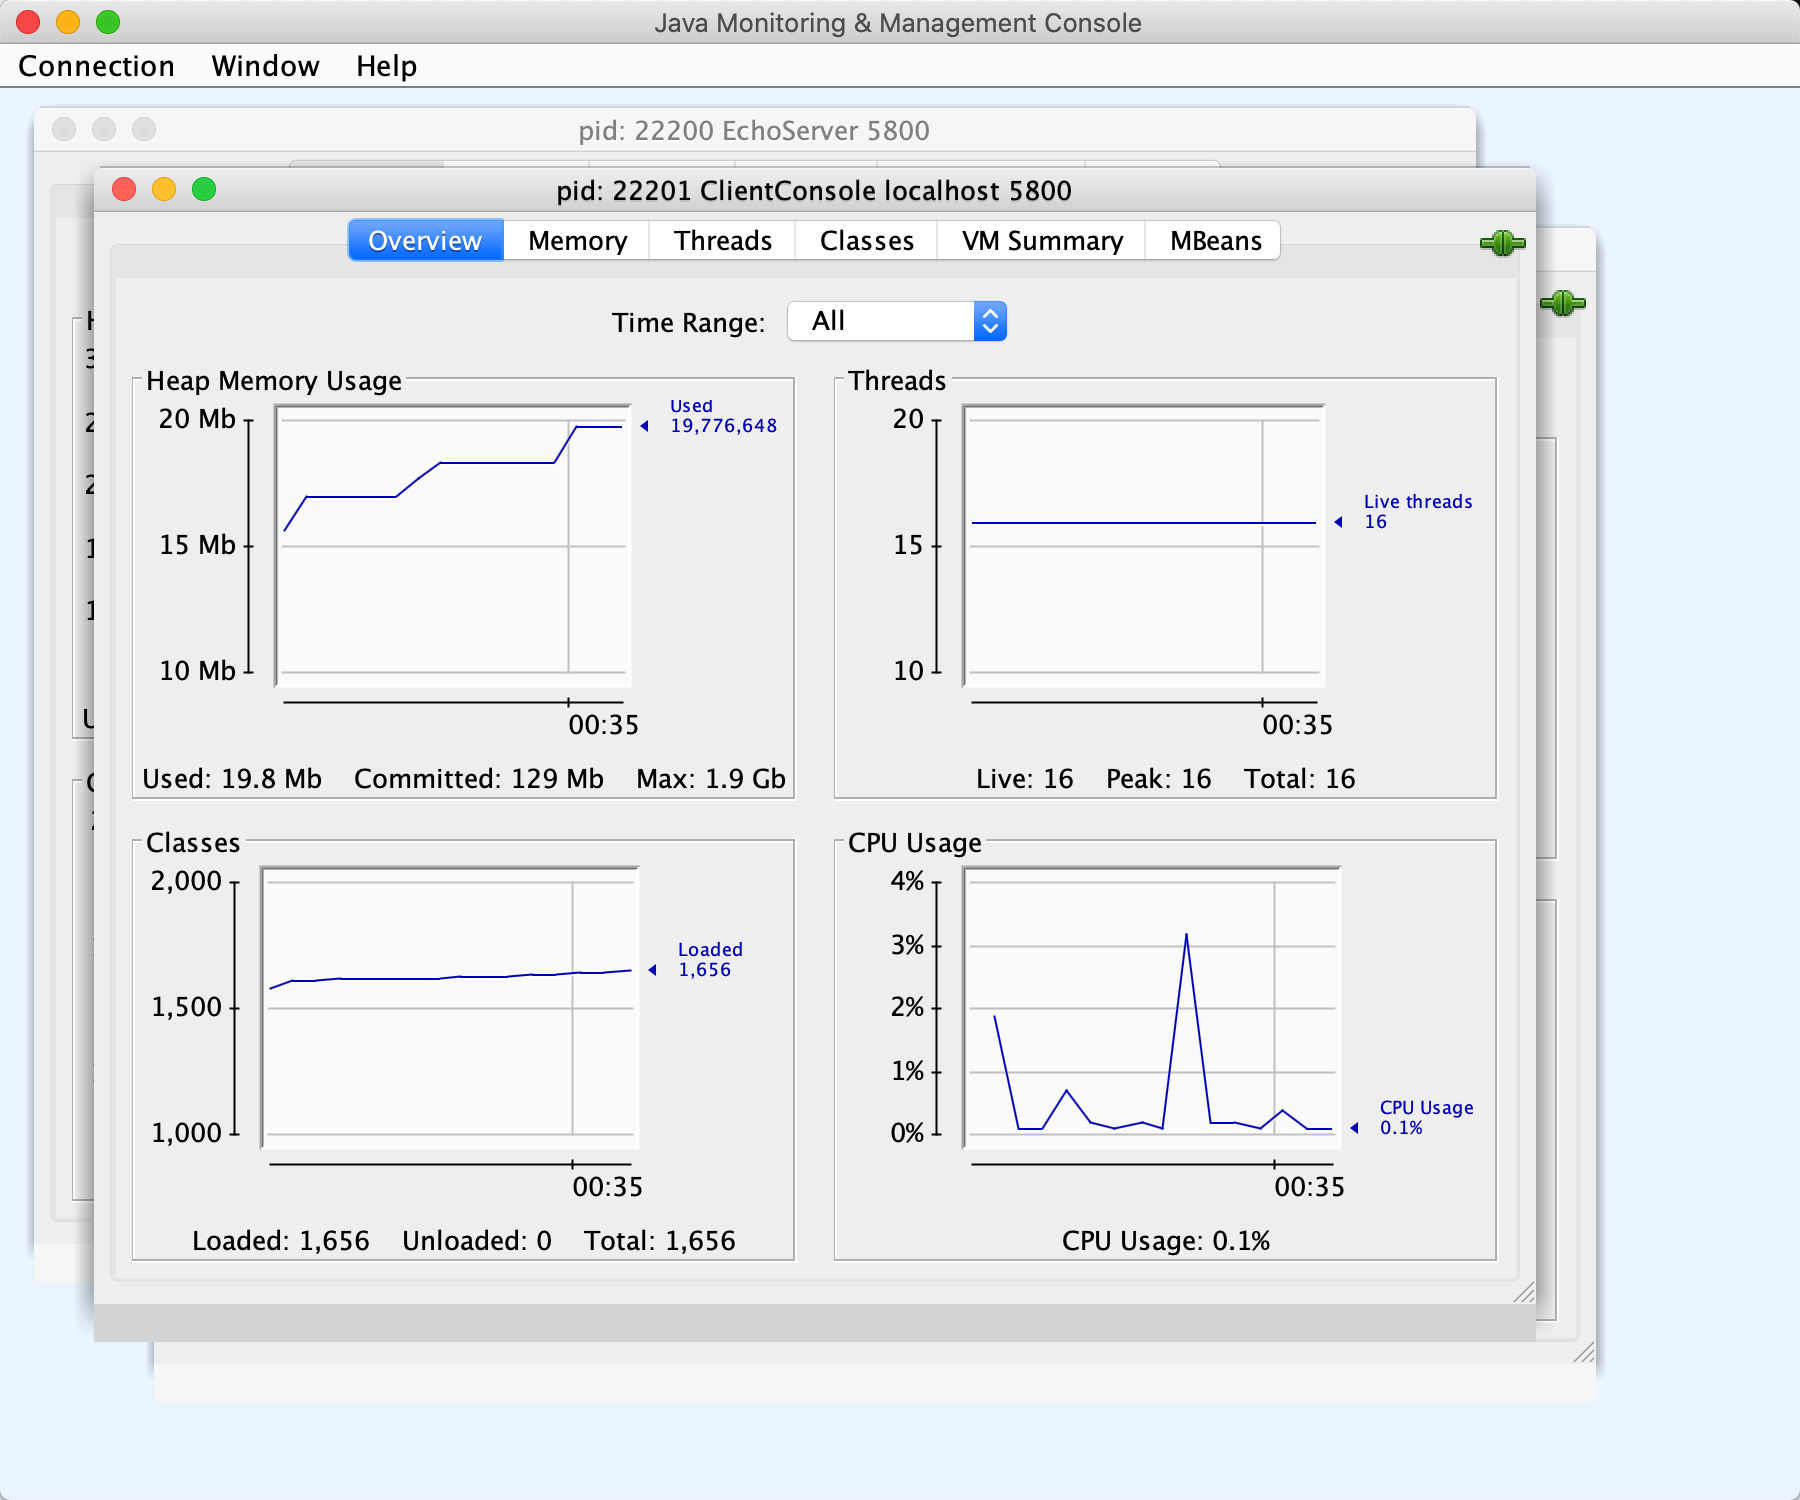 Java Monitoring & Management Console
Connection Window Help
pid: 22200 EchoServer 5800
pid: 22201 ClientConsole localhost 5800
Overview Memory Threads Classes VM Summary MBeans
Time Range: All
Heap Memory Usage
20 Mb
15 Mb
10 Mb
Used
19,776,648
00:35
Used: 19.8 Mb Committed: 129 Mb Max: 1.9 Gb
Threads
20
15
10
Live threads
16
00:35
Live: 16 Peak: 16 Total: 16
Classes
2,000
1,500
1,000
Loaded
1,656
00:35
Loaded: 1,656 Unloaded: 0 Total: 1,656
CPU Usage
4%
3%
2%
1%
0%
CPU Usage
0.1%
00:35
CPU Usage: 0.1%